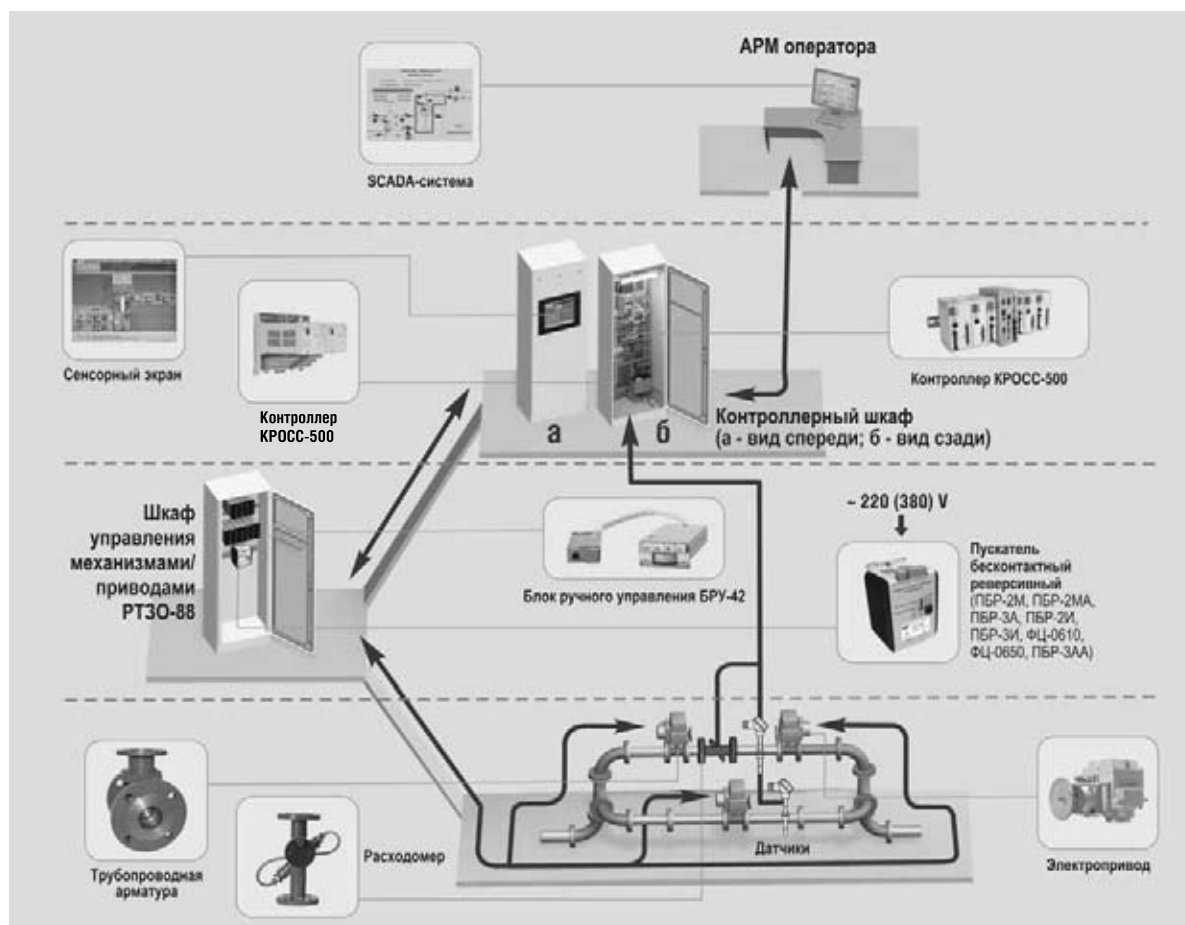 АРМ оператора
SCADA-система
Сенсорный экран
Контроллер
КРОСС-500
Контроллер КРОСС-500
а
б
Контроллерный шкаф
(а - вид спереди; б - вид сзади)
Шкаф
управления
механизмами/
приводами
РТЗО-88
Блок ручного управления БРУ-42
~ 220 (380) V
Пускатель
бесконтактный
реверсивный
(ПБР-2М, ПБР-2МА,
ПБР-3А, ПБР-2И,
ПБР-3И, ФЦ-0610,
ФЦ-0650, ПБР-3АА)
Трубопроводная
арматура
Расходомер
Датчики
Электропривод